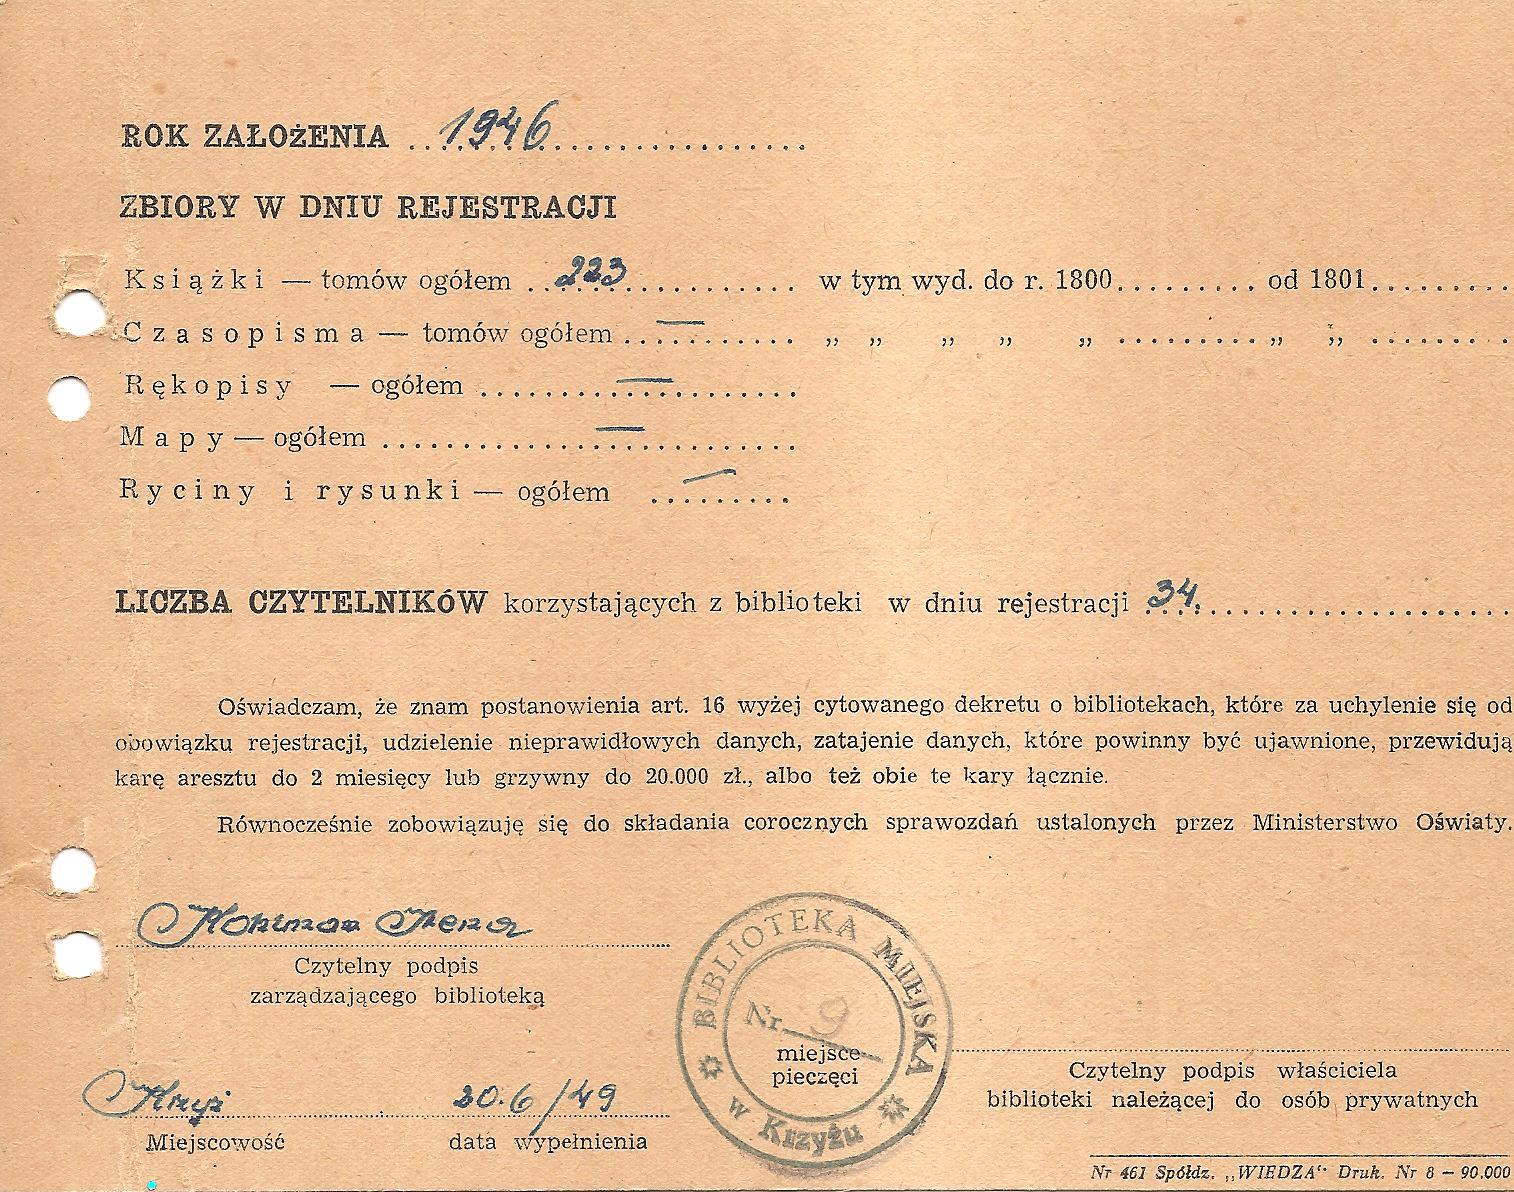 ROK ZAŁOŻENIA ..1946..................
ZBIORY W DNIU REJESTRACJI
Książki — tomów ogółem ..223............ w tym wyd. do r. 1800......... od 1801..........
Czasopisma — tomów ogółem ...—......... „ „ „ „ „ ......... „ „ ..........
Rękopisy — ogółem .........—...........
Mapy — ogółem .............—...........
Ryciny i rysunki — ogółem ...—......
LICZBA CZYTELNIKÓW korzystających z biblioteki w dniu rejestracji 34.....................
Oświadczam, że znam postanowienia art. 16 wyżej cytowanego dekretu o bibliotekach, które za uchylenie się od
obowiązku rejestracji, udzielenie nieprawidłowych danych, zatajenie danych, które powinny być ujawnione, przewidują
karę aresztu do 2 miesięcy lub grzywny do 20.000 zł., albo też obie te kary łącznie.
Równocześnie zobowiązuję się do składania corocznych sprawozdań ustalonych przez Ministerstwo Oświaty.
Czytelny podpis
zarządzającego biblioteką
BIBLIOTEKA MIEJSKA
w Krzyżu
Nr. 9
miejsce
pieczęci
Krzyż 20.6/49
Miejscowość data wypełnienia
Czytelny podpis właściciela
biblioteki należącej do osób prywatnych
Nr 461 Spółdz. „WIEDZA“ Druk. Nr 8 – 90.000